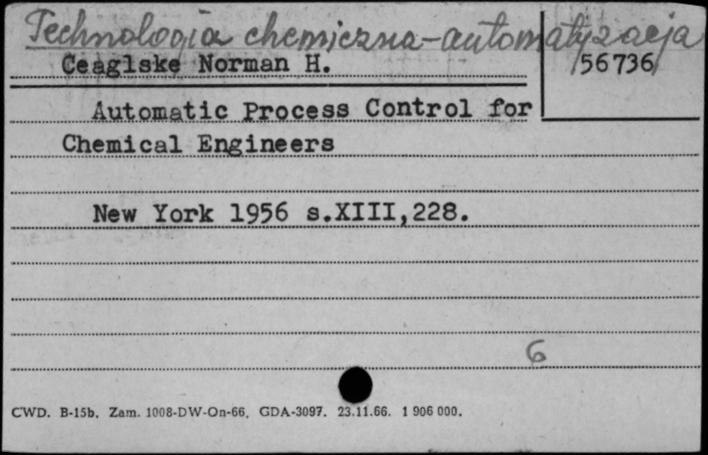 Technologia chemiczna-automatyzacja
Ceaglske Norman H.
/56736/
Automatic Process Control for
Chemical Engineers
New York 1956 s.XIII,228.
6
CWD. B-15b. Zam. 1008-DW-On-66. GDA-3097. 23.11.66. 1 906 000.